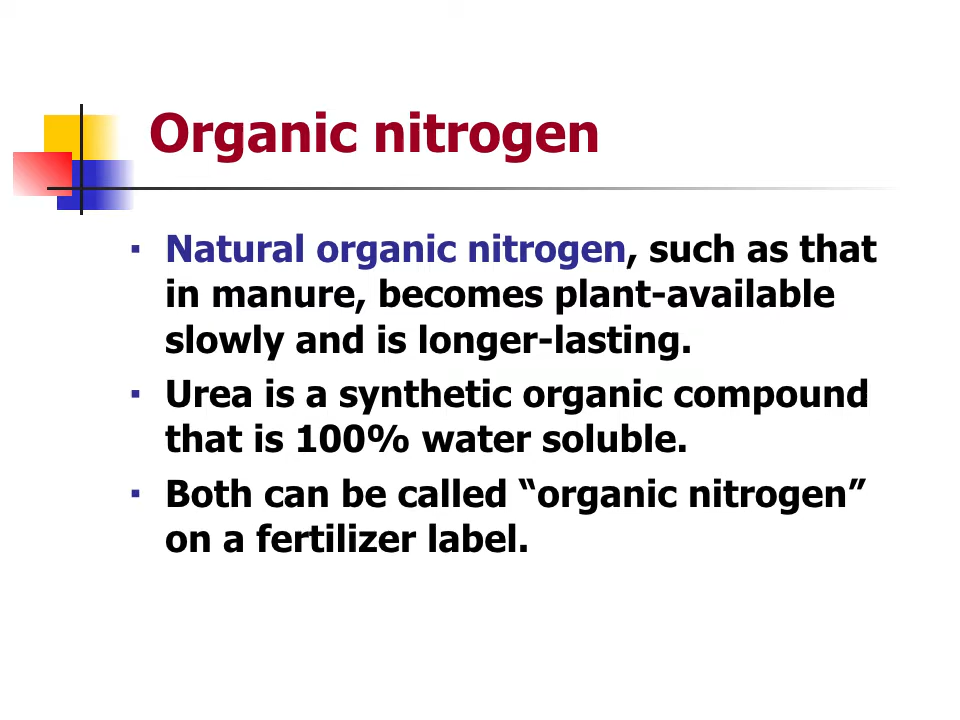 Organic nitrogen
▪ Natural organic nitrogen, such as that
in manure, becomes plant-available
slowly and is longer-lasting.
▪ Urea is a synthetic organic compound
that is 100% water soluble.
▪ Both can be called “organic nitrogen”
on a fertilizer label.